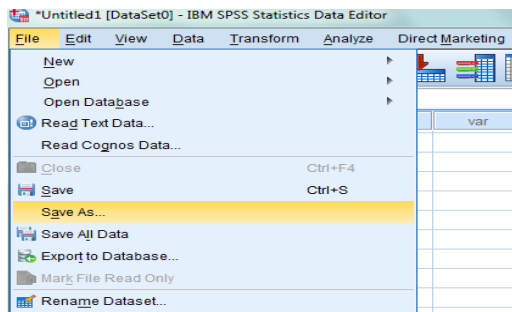 *Untitled1 [DataSet0] - IBM SPSS Statistics Data Editor
File Edit View Data Transform Analyze Direct Marketing
New
Open
Open Database
Read Text Data...
Read Cognos Data...
var
Close Ctrl+F4
Save Ctrl+S
Save As...
Save All Data
Export to Database...
Mark File Read Only
Rename Dataset...